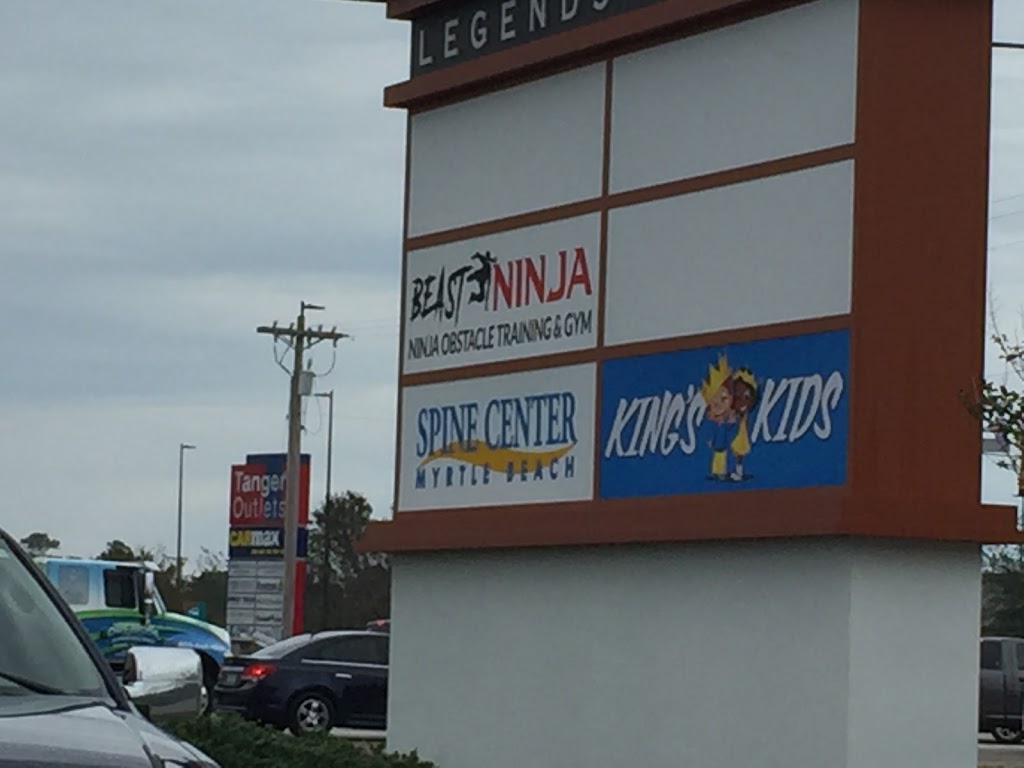 LEGENDS
BEAST NINJA
NINJA OBSTACLE TRAINING & GYM
SPINE CENTER
MYRTLE BEACH
KING'S KIDS
Tanger
Outlets
CARMAX